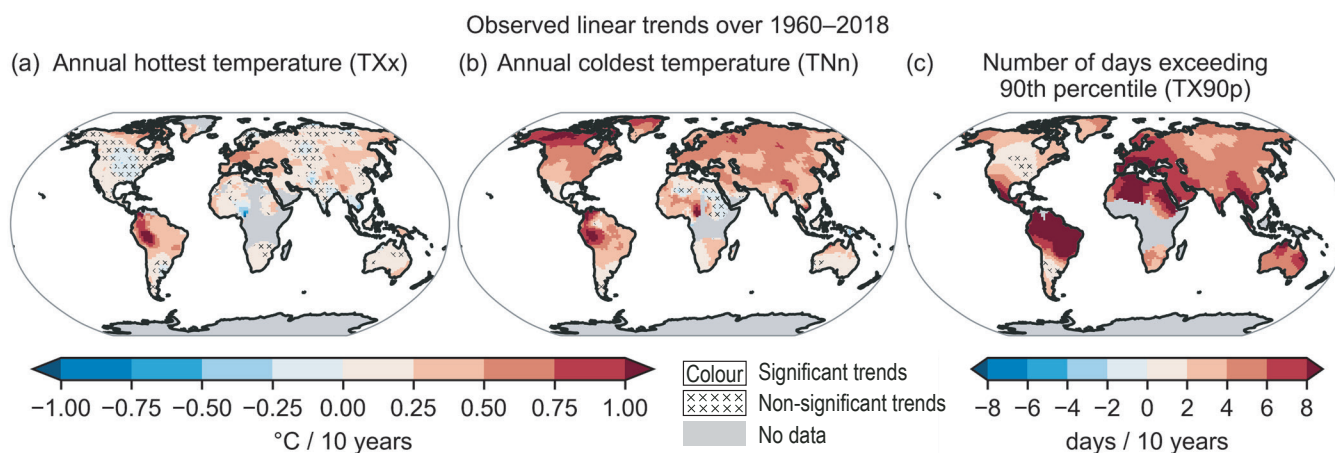 Observed linear trends over 1960–2018
(a) Annual hottest temperature (TXx)
(b) Annual coldest temperature (TNn)
(c) Number of days exceeding
90th percentile (TX90p)
−1.00 −0.75 −0.50 −0.25 0.00 0.25 0.50 0.75 1.00
°C / 10 years
Colour Significant trends
Non-significant trends
No data
−8 −6 −4 −2 0 2 4 6 8
days / 10 years